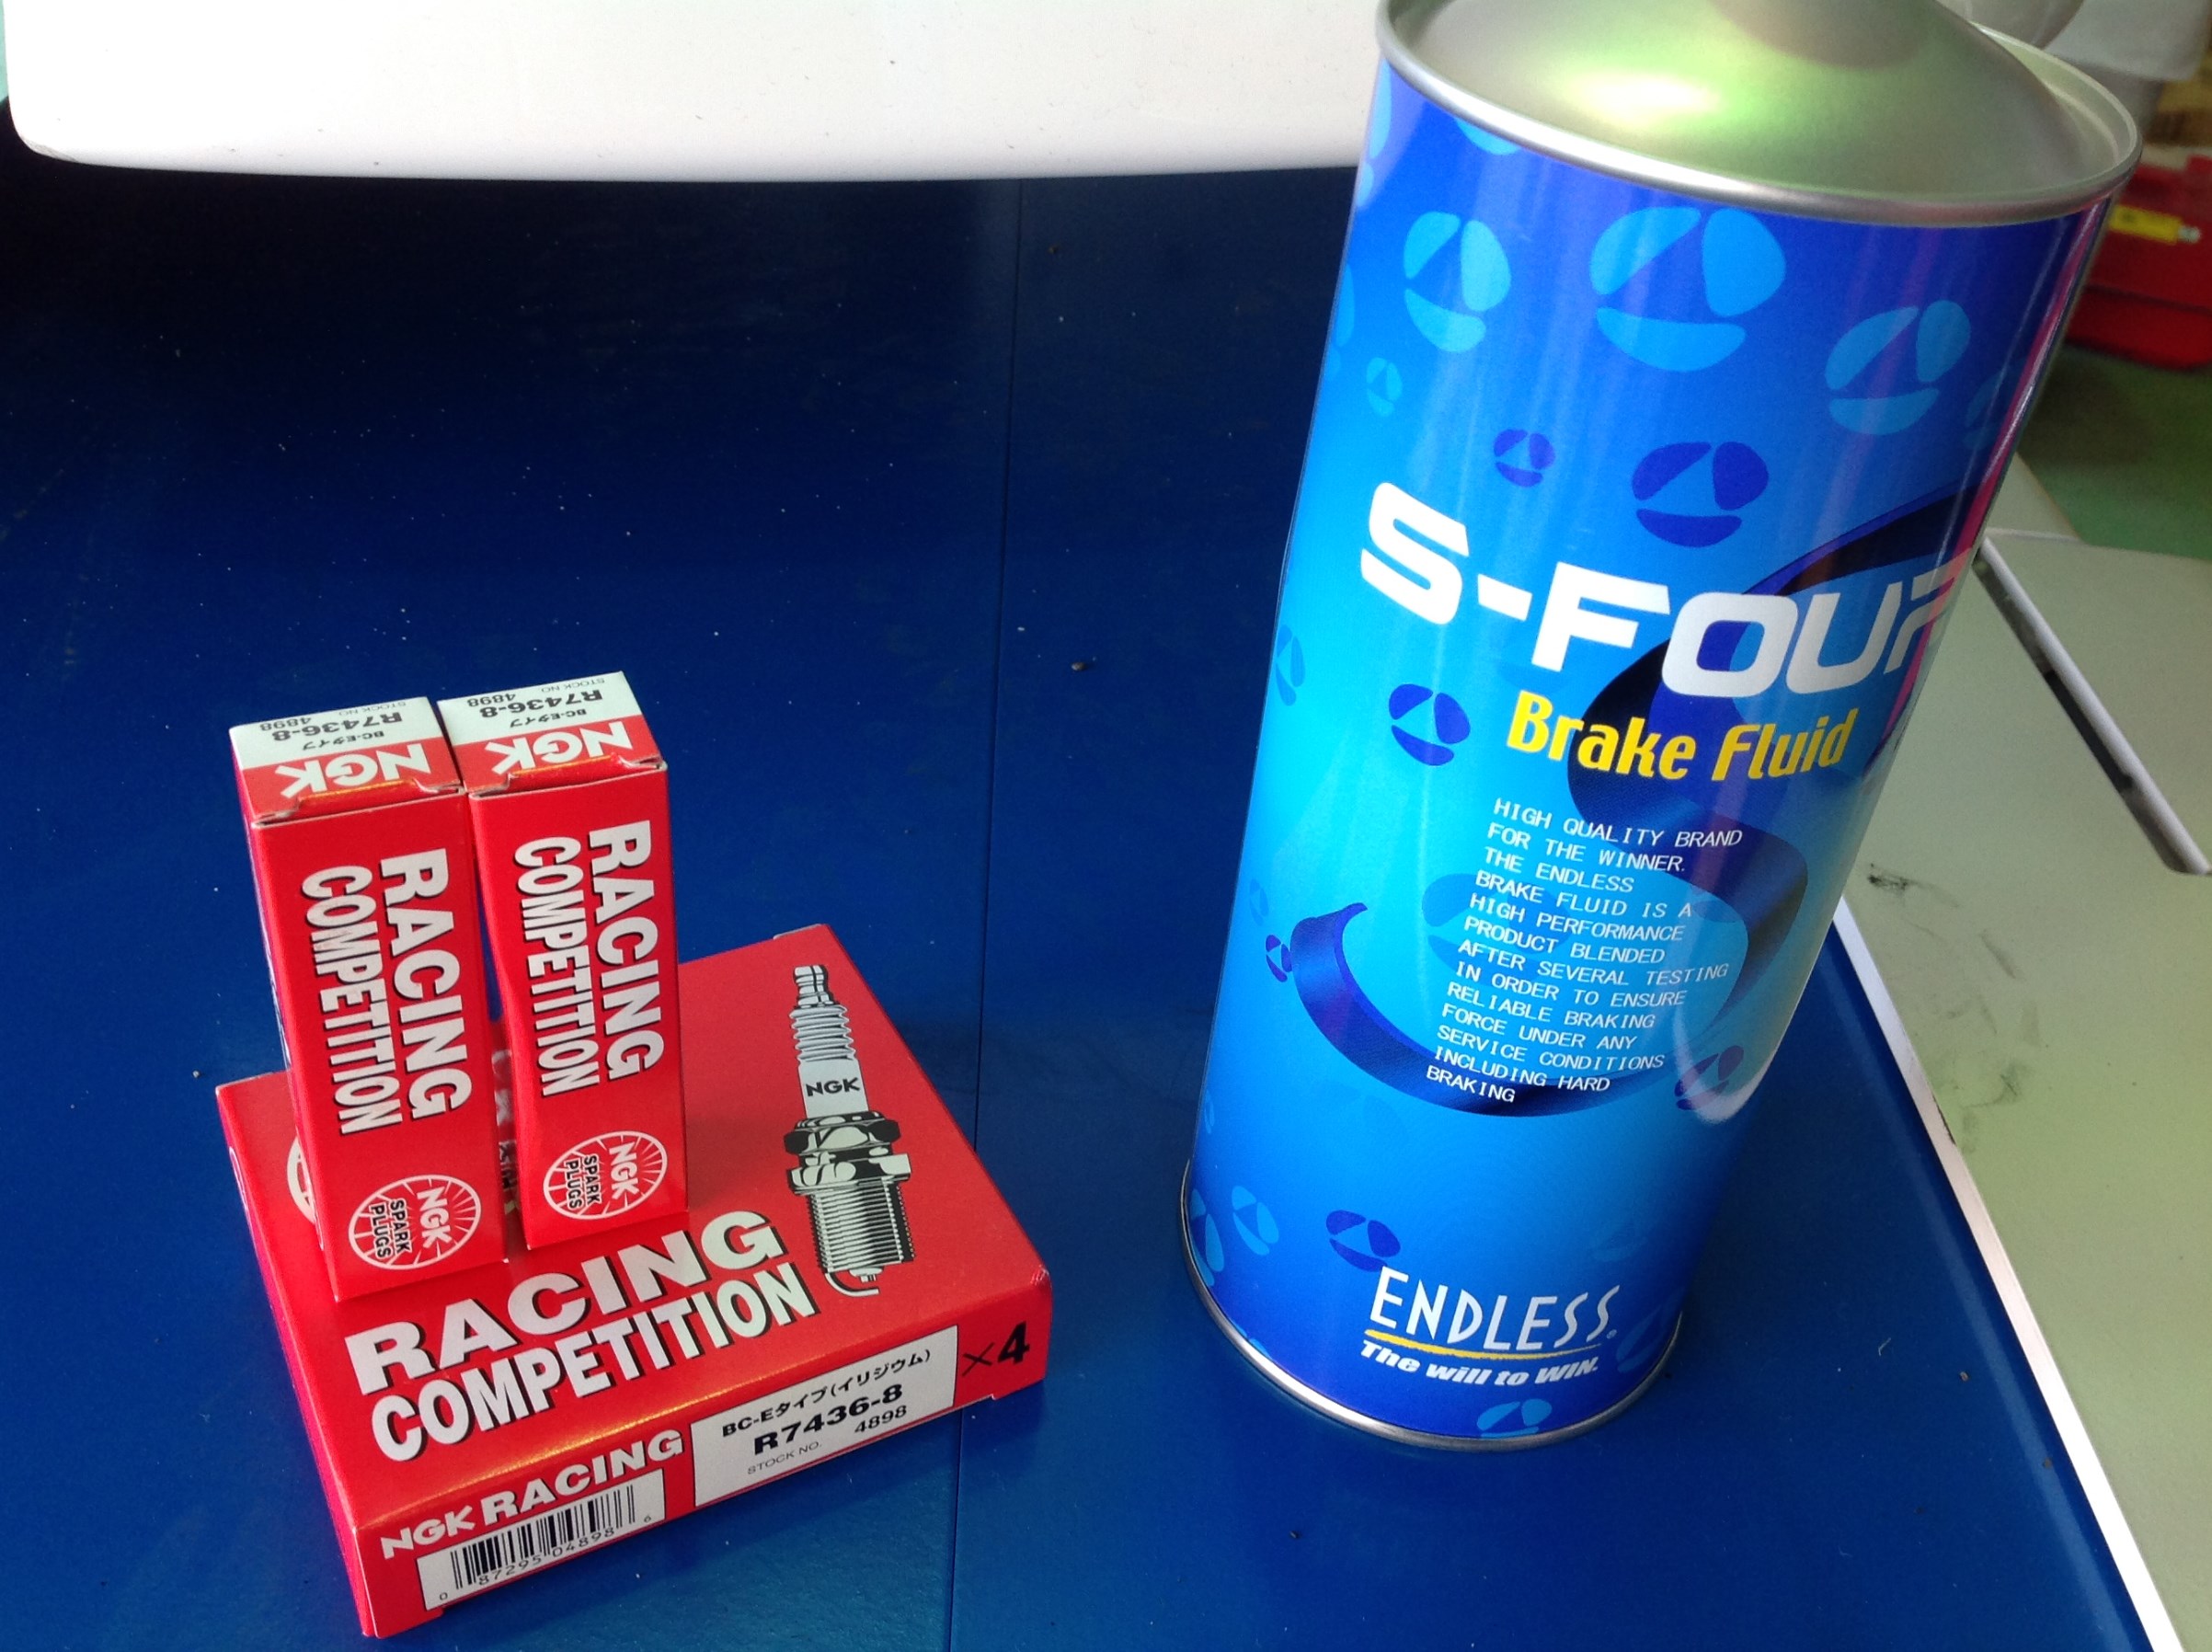 STOCK NO.
4898
R7436-8
BC-Eタイプ
NGK
RACING
COMPETITION
NGK
SPARK
PLUGS
STOCK NO.
4898
R7436-8
BC-Eタイプ
NGK
RACING
COMPETITION
NGK
SPARK
PLUGS
NGK
RACING
COMPETITION
NGK RACING
0 87295 04898 6
BC-Eタイプ(イリジウム)
R7436-8
STOCK NO. 4898
×4
S-FOUR
Brake Fluid
HIGH QUALITY BRAND
FOR THE WINNER.
THE ENDLESS
BRAKE FLUID IS A
HIGH PERFORMANCE
PRODUCT BLENDED
AFTER SEVERAL TESTING
IN ORDER TO ENSURE
RELIABLE BRAKING
FORCE UNDER ANY
SERVICE CONDITIONS
INCLUDING HARD
BRAKING
ENDLESS®
The will to WIN.